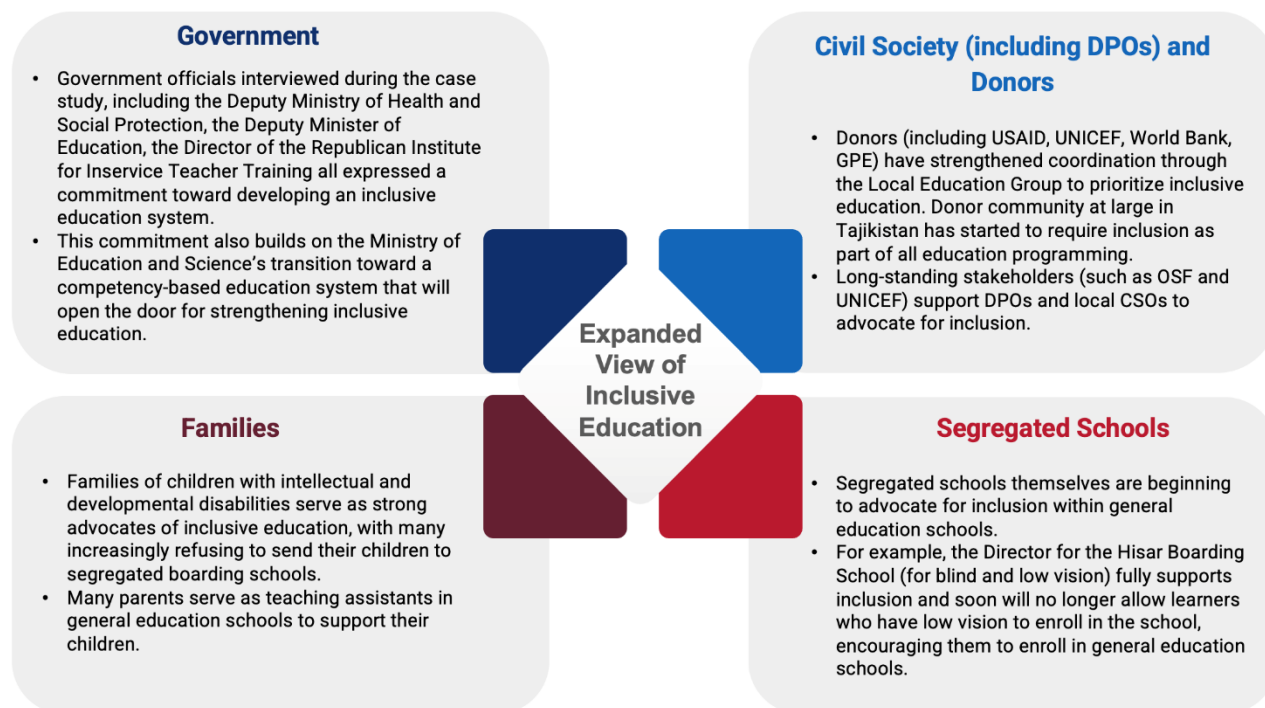 Government
• Government officials interviewed during the case
study, including the Deputy Ministry of Health and
Social Protection, the Deputy Minister of
Education, the Director of the Republican Institute
for Inservice Teacher Training all expressed a
commitment toward developing an inclusive
education system.
• This commitment also builds on the Ministry of
Education and Science's transition toward a
competency-based education system that will
open the door for strengthening inclusive
education.
Civil Society (including DPOs) and
Donors
• Donors (including USAID, UNICEF, World Bank,
GPE) have strengthened coordination through
the Local Education Group to prioritize inclusive
education. Donor community at large in
Tajikistan has started to require inclusion as
part of all education programming.
• Long-standing stakeholders (such as OSF and
UNICEF) support DPOs and local CSOs to
advocate for inclusion.
Expanded
View of
Inclusive
Education
Families
• Families of children with intellectual and
developmental disabilities serve as strong
advocates of inclusive education, with many
increasingly refusing to send their children to
segregated boarding schools.
• Many parents serve as teaching assistants in
general education schools to support their
children.
Segregated Schools
• Segregated schools themselves are beginning
to advocate for inclusion within general
education schools.
• For example, the Director for the Hisar Boarding
School (for blind and low vision) fully supports
inclusion and soon will no longer allow learners
who have low vision to enroll in the school,
encouraging them to enroll in general education
schools.